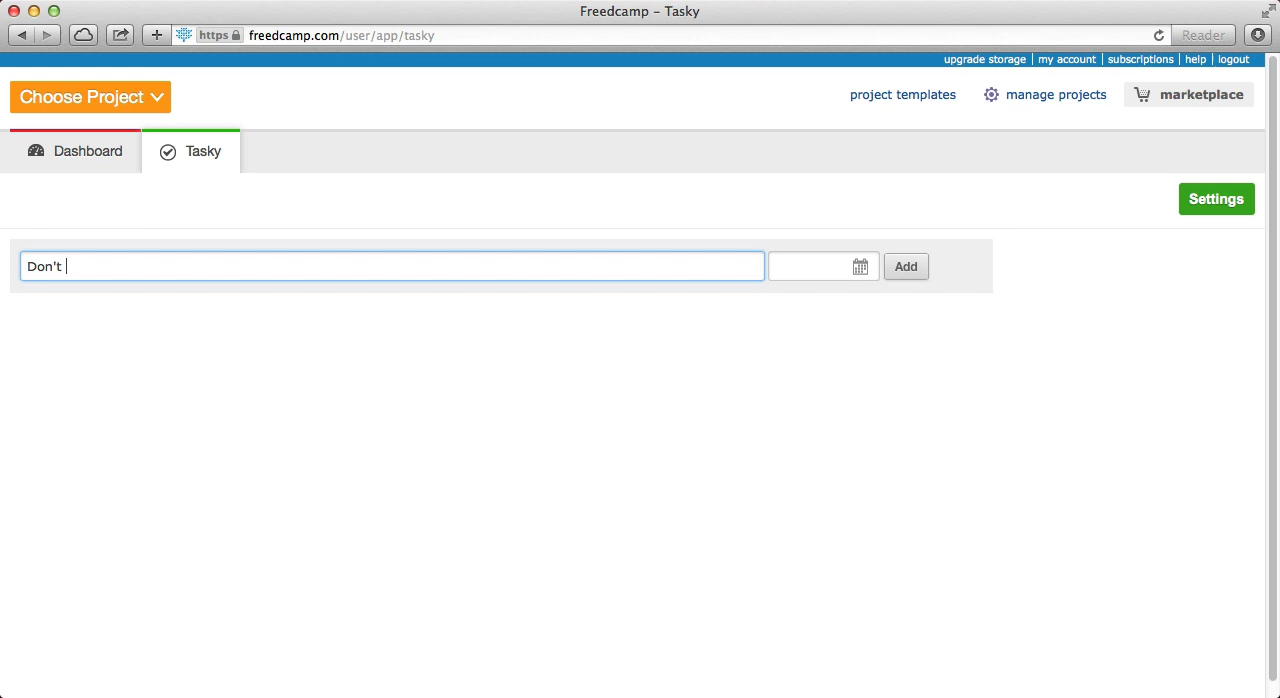 Freedcamp – Tasky
https freedcamp.com/user/app/tasky Reader
upgrade storage my account subscriptions help logout
Choose Project project templates manage projects marketplace
Dashboard Tasky
Settings
Don't Add